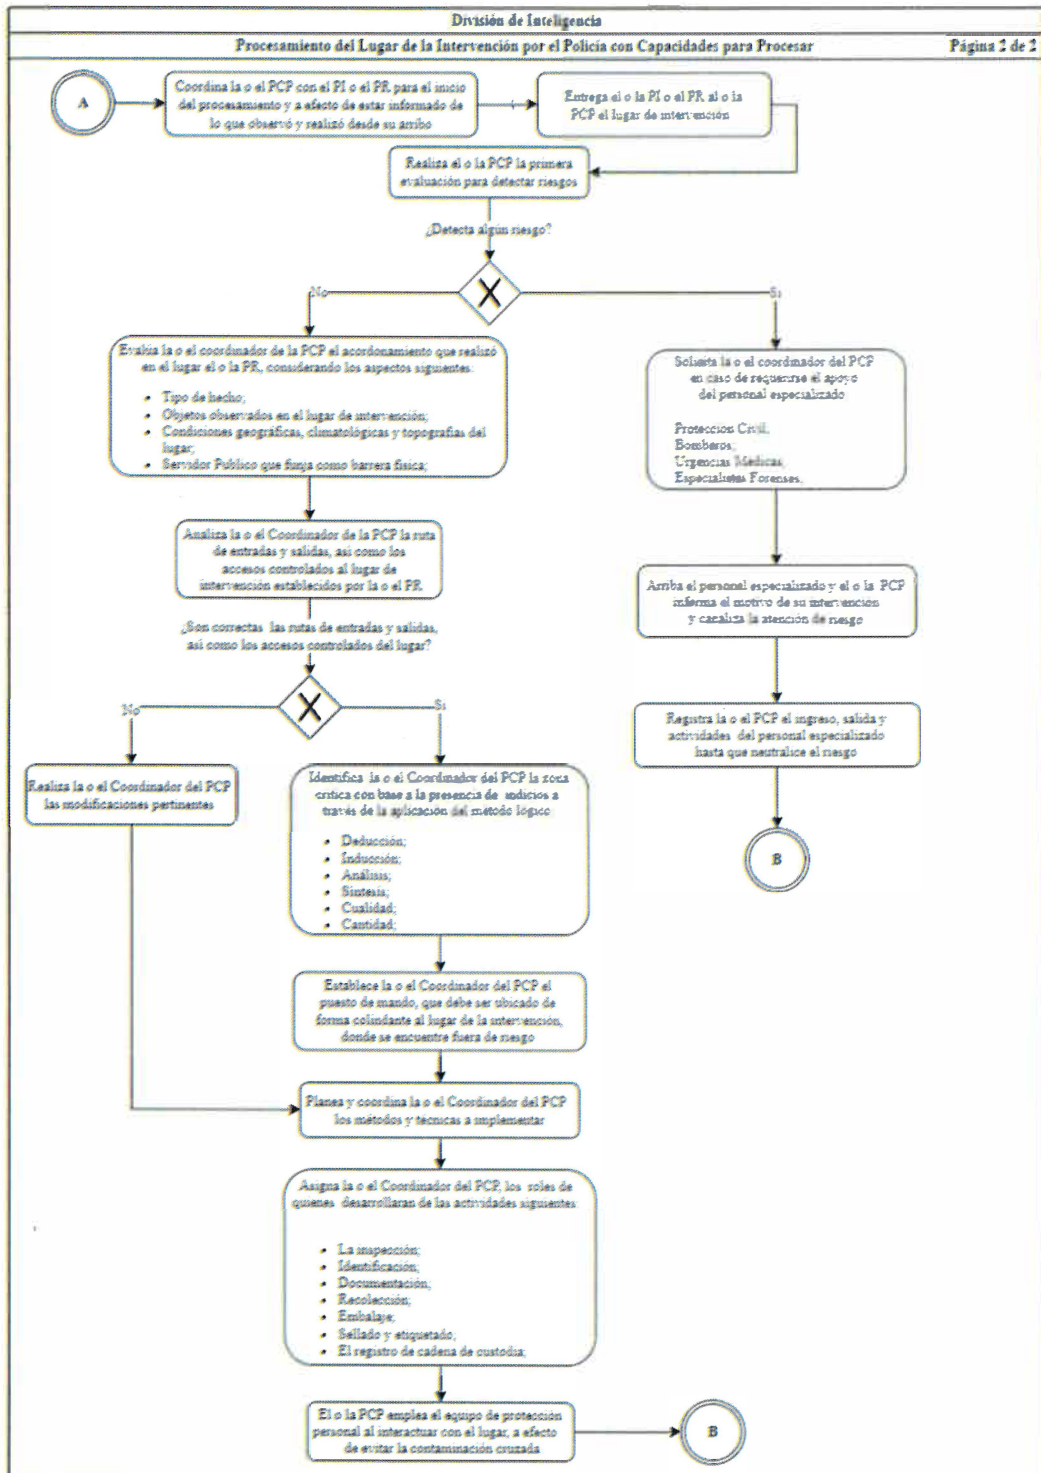 División de Inteligencia
Procesamiento del Lugar de la Intervención por el Policía con Capacidades para Procesar
Página 2 de 2
A
Coordina la o el PCP con el PI o el PR para el inicio
del procesamiento y a efecto de estar informado de
lo que observó y realizó desde su arribo
Entrega el o la PI o el PR al o la
PCP el lugar de intervención
Realiza el o la PCP la primera
evaluación para detectar riesgos
¿Detecta algún riesgo?
No
Si
Evalúa la o el coordinador de la PCP el acordonamiento que realizó
en el lugar el o la PR, considerando los aspectos siguientes:
• Tipo de hecho;
• Objetos observados en el lugar de intervención;
• Condiciones geográficas, climatológicas y topografías del
lugar;
• Servidor Publico que funja como barrera física;
Solicita la o el coordinador del PCP
en caso de requerirse el apoyo
del personal especializado
Protección Civil;
Bomberos;
Urgencias Medicas;
Especialistas Forenses.
Analiza la o el Coordinador de la PCP la ruta
de entradas y salidas, así como los
accesos controlados al lugar de
intervención establecidos por la o el PR
Arriba el personal especializado y el o la PCP
informa el motivo de su intervención
y canaliza la atención de riesgo
¿Son correctas las rutas de entradas y salidas,
así como los accesos controlados del lugar?
No
Si
Registra la o el PCP el ingreso, salida y
actividades del personal especializado
hasta que neutralice el riesgo
Realiza la o el Coordinador del PCP
las modificaciones pertinentes
Identifica la o el Coordinador del PCP la zona
critica con base a la presencia de indicios a
través de la aplicación del metodo lógico:
• Deducción;
• Inducción;
• Análisis;
• Síntesis;
• Cualidad;
• Cantidad;
B
Establece la o el Coordinador del PCP el
puesto de mando, que debe ser ubicado de
forma colindante al lugar de la intervención,
donde se encuentre fuera de riesgo
Planea y coordina la o el Coordinador del PCP
los métodos y técnicas a implementar
Asigna la o el Coordinador del PCP, los roles de
quienes desarrollaran de las actividades siguientes:
• La inspección;
• Identificación;
• Documentación;
• Recolección;
• Embalaje;
• Sellado y etiquetado;
• El registro de cadena de custodia;
El o la PCP emplea el equipo de protección
personal al interactuar con el lugar, a efecto
de evitar la contaminación cruzada
B